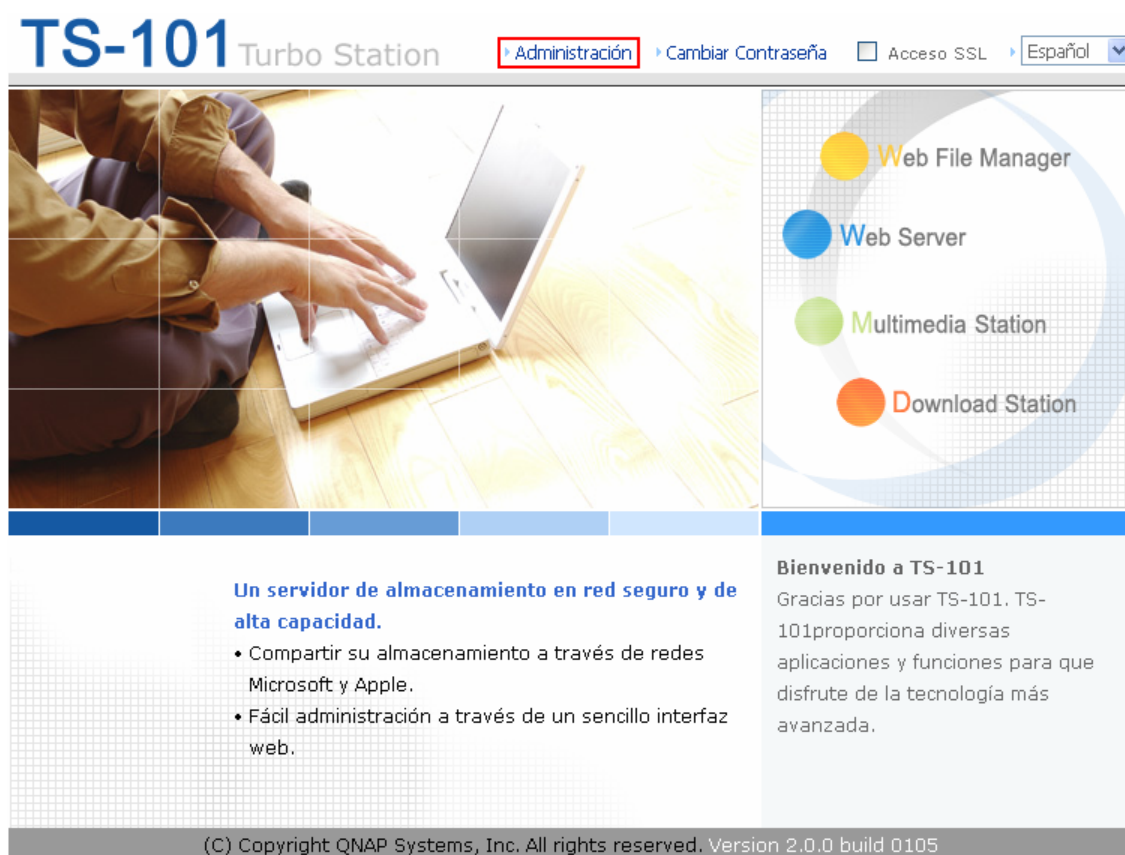 TS-101 Turbo Station
Administración
Cambiar Contraseña
Acceso SSL
Español
Web File Manager
Web Server
Multimedia Station
Download Station
Un servidor de almacenamiento en red seguro y de
alta capacidad.
• Compartir su almacenamiento a través de redes
Microsoft y Apple.
• Fácil administración a través de un sencillo interfaz
web.
Bienvenido a TS-101
Gracias por usar TS-101. TS-
101proporciona diversas
aplicaciones y funciones para que
disfrute de la tecnología más
avanzada.
(C) Copyright QNAP Systems, Inc. All rights reserved. Version 2.0.0 build 0105